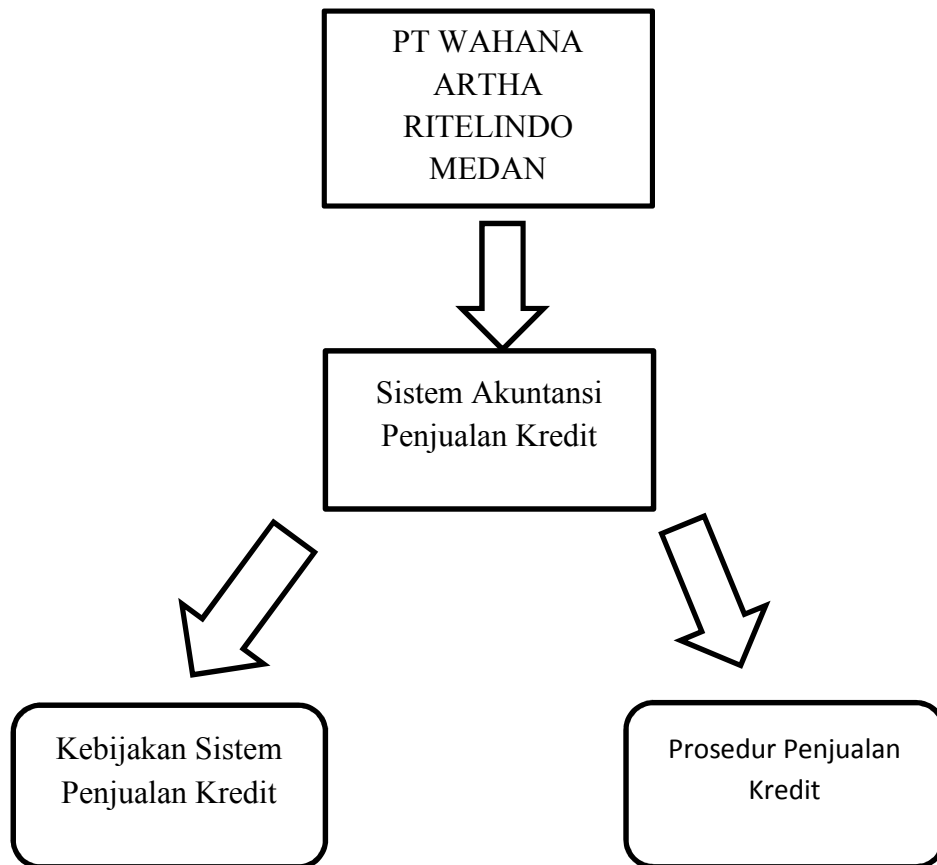 PT WAHANA
ARTHA
RITELINDO
MEDAN
Sistem Akuntansi
Penjualan Kredit
Kebijakan Sistem
Penjualan Kredit
Prosedur Penjualan
Kredit